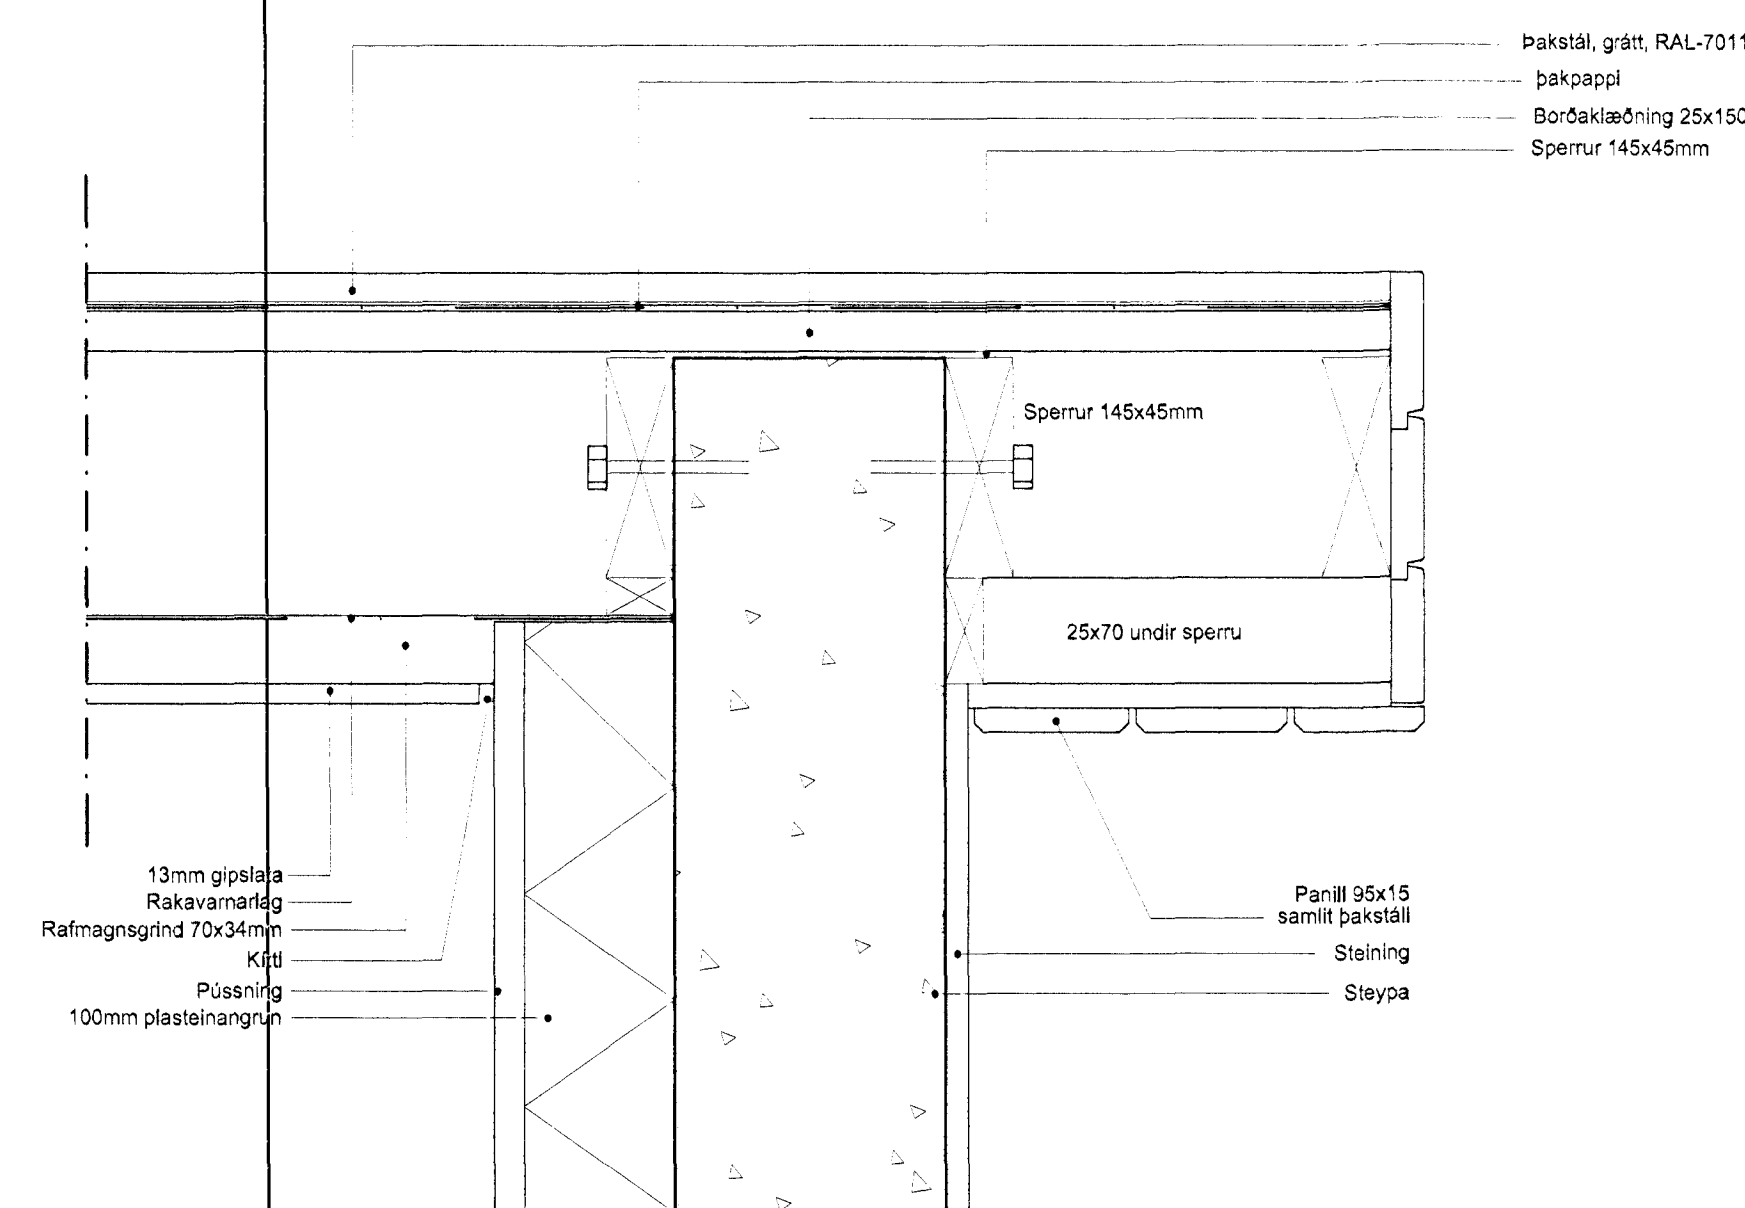 Þakstál, grátt, RAL-7011
þakpappi
Borðaklæðning 25x150
Sperrur 145x45mm
Sperrur 145x45mm
25x70 undir sperru
13mm gipslata
Rakavarnarlag
Rafmagnsgrind 70x34mm
Kítti
Pússning
100mm plasteinangrun
Panill 95x15
samlit þakstáli
Steining
Steypa